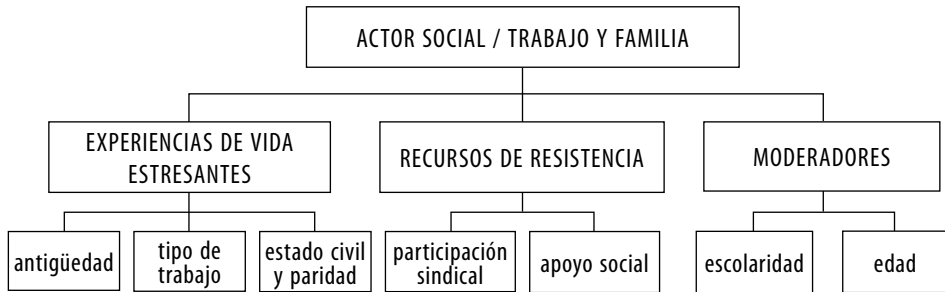 ACTOR SOCIAL / TRABAJO Y FAMILIA
EXPERIENCIAS DE VIDA
ESTRESANTES
RECURSOS DE RESISTENCIA
MODERADORES
antigüedad
tipo de
trabajo
estado civil
y paridad
participación
sindical
apoyo social
escolaridad
edad